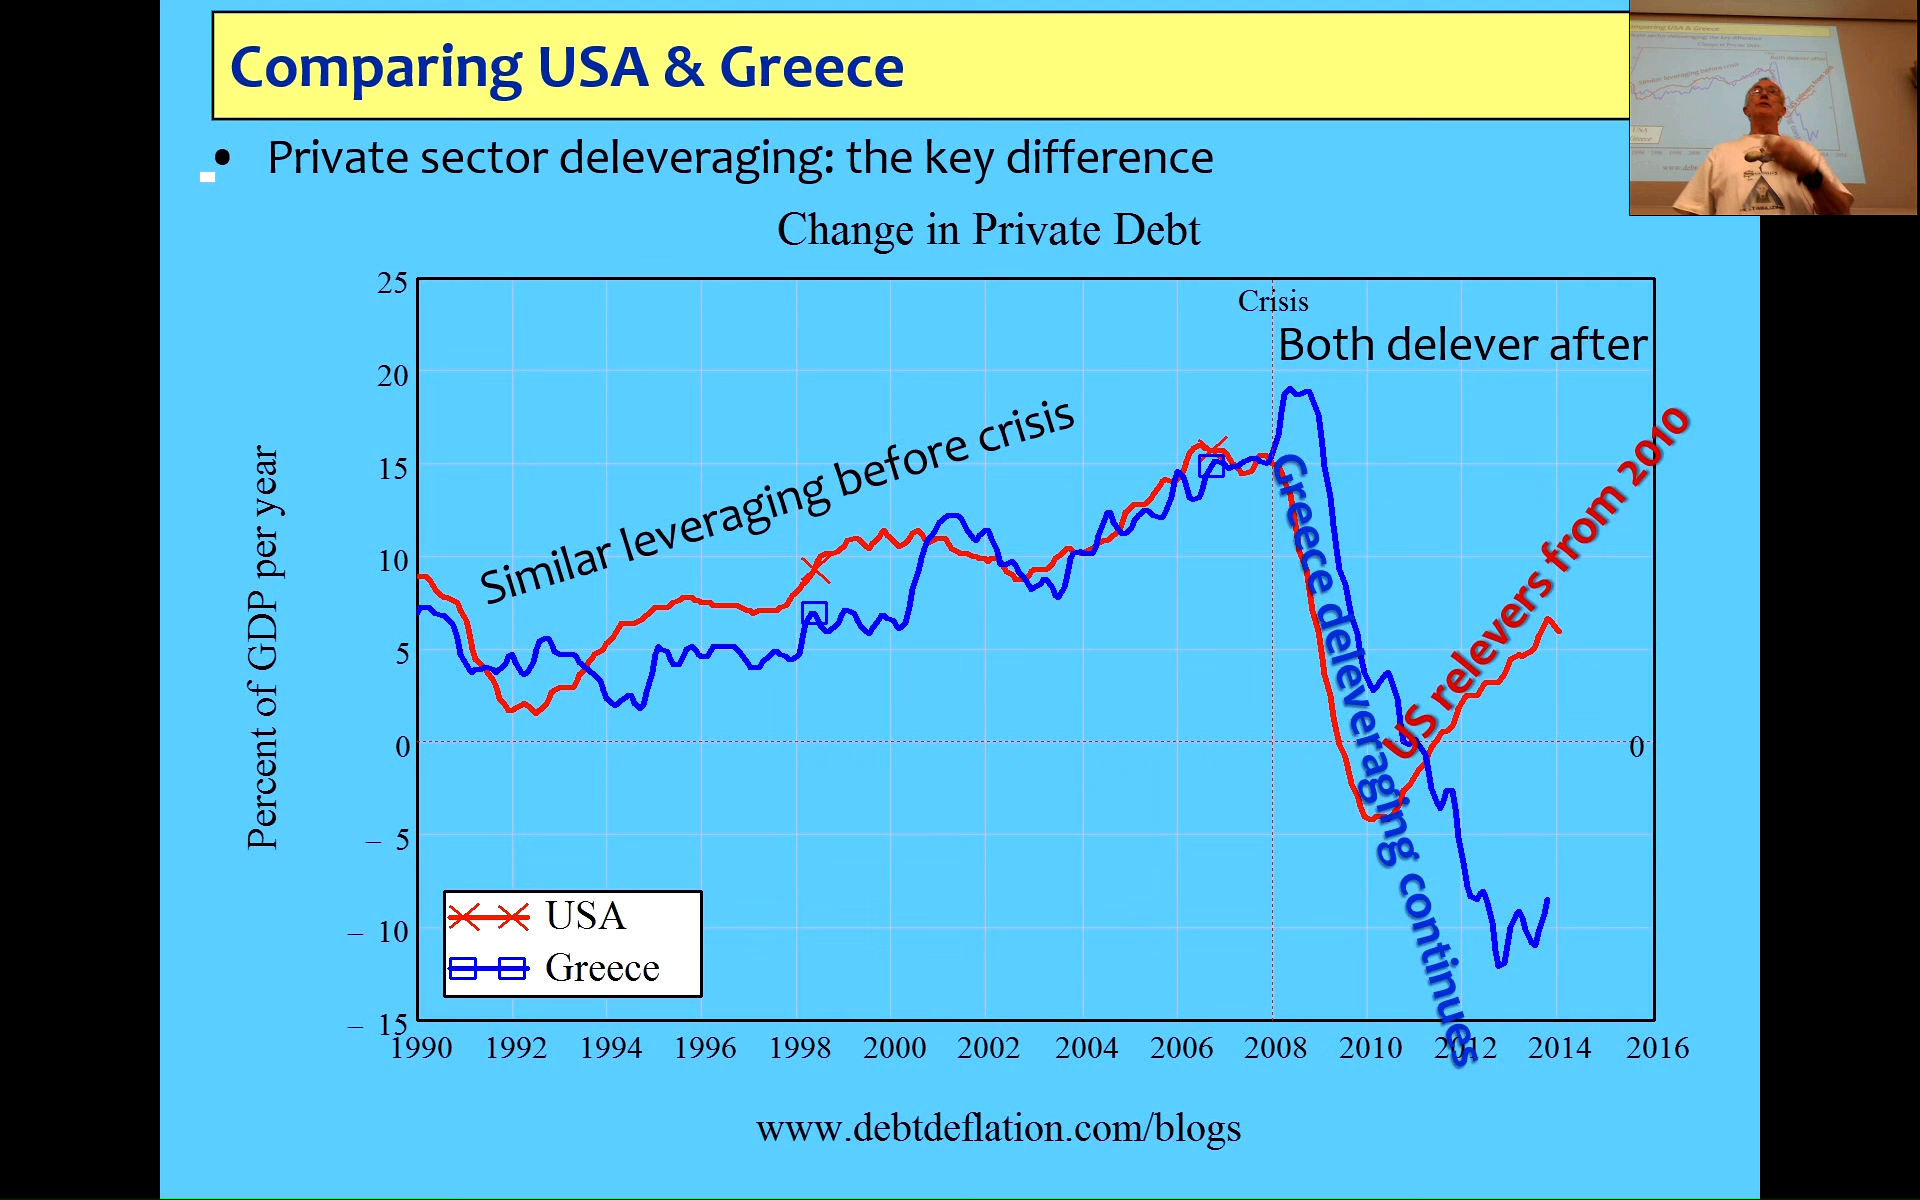 Comparing USA & Greece
• Private sector deleveraging: the key difference
Change in Private Debt
Crisis
Both delever after
Similar leveraging before crisis
Greece deleveraging continues
US relevers from 2010
Percent of GDP per year
25
20
15
10
5
0
0
– 5
– 10
– 15
USA
Greece
1990 1992 1994 1996 1998 2000 2002 2004 2006 2008 2010 2012 2014 2016
www.debtdeflation.com/blogs